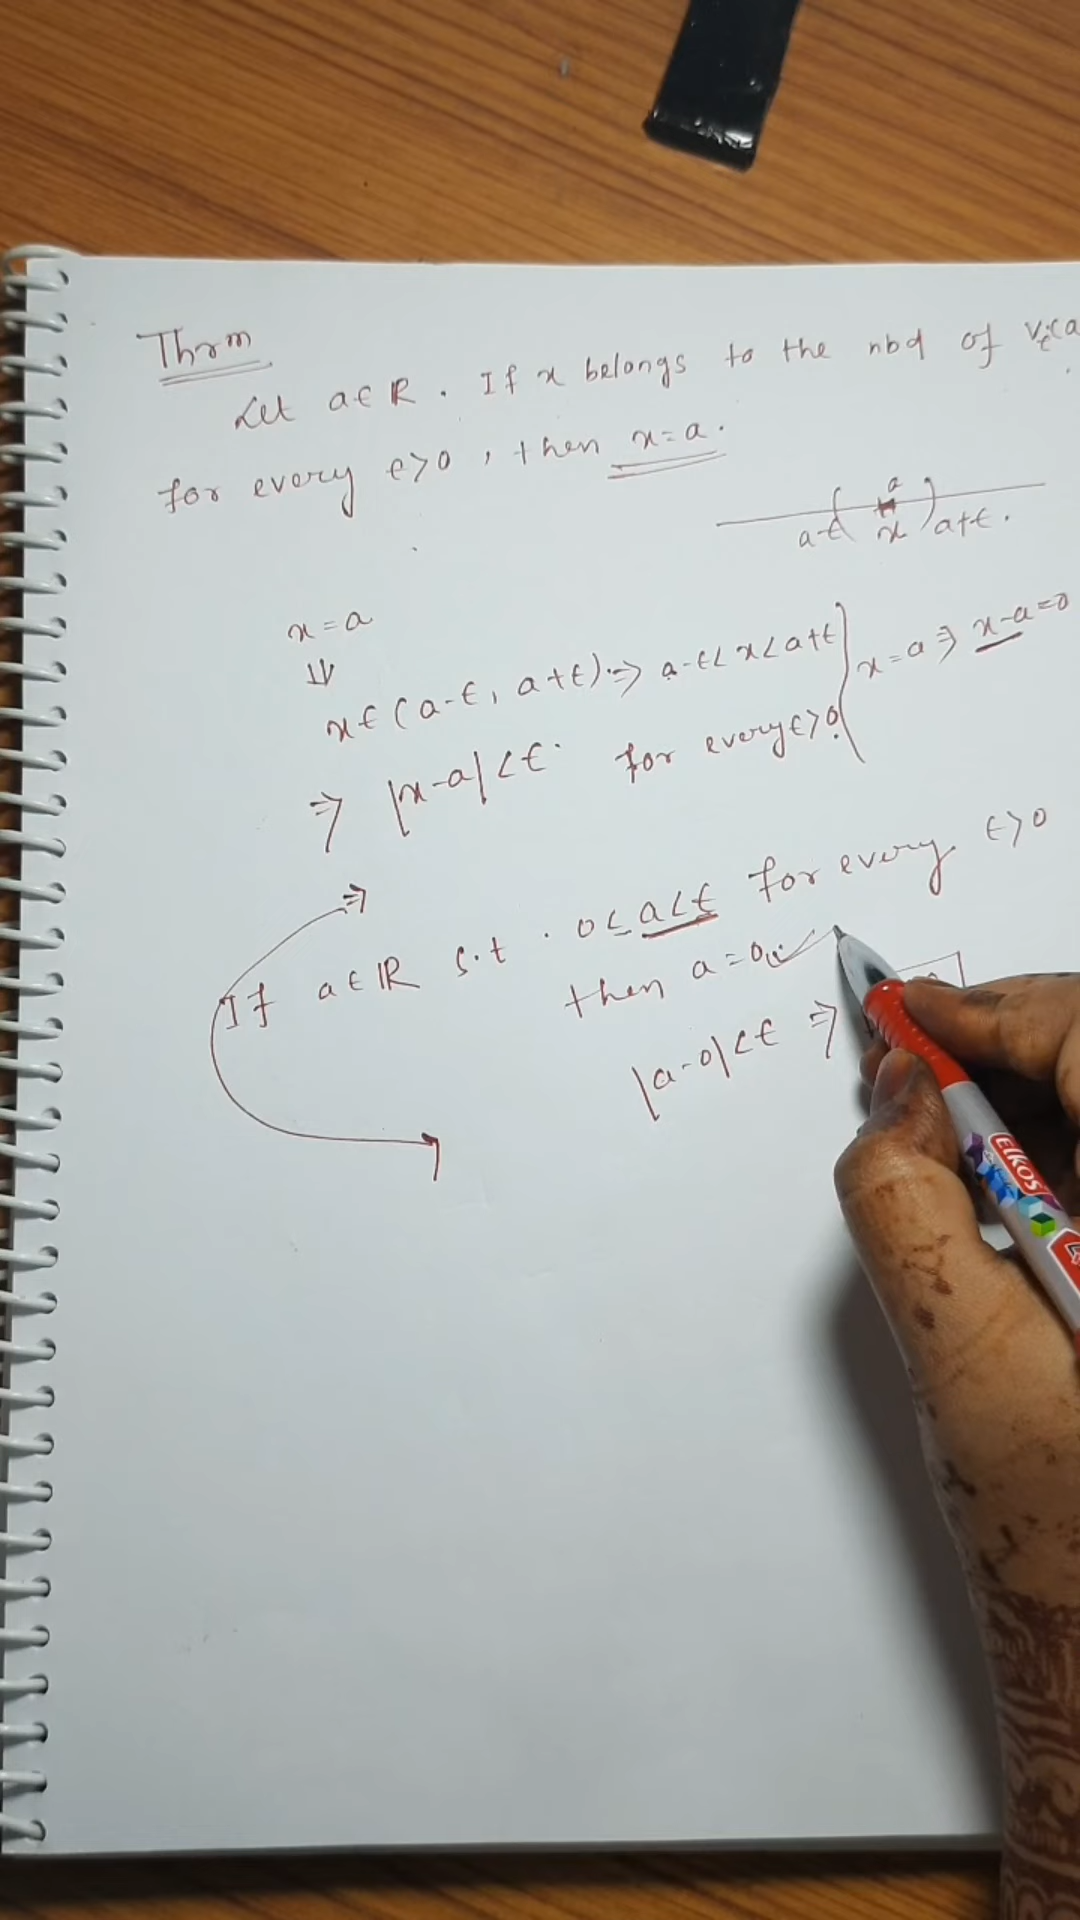 Thrm
Let a∈R. If x belongs to the nbd of Vε(a
for every ε>0, then x=a.
a
a-ε x a+ε.
x=a
⇓
x∈(a-ε, a+ε) ⇒ a-ε<x<a+ε
x=a ⇒ x-a=0
⇒ |x-a|<ε for every ε>0.
⇒
If a∈R s.t. 0≤a<ε for every ε>0
then a=0
|a-0|<ε ⇒
Elkos